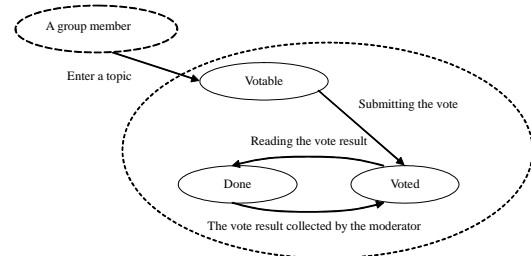 A group member
Enter a topic
Votable
Submitting the vote
Reading the vote result
Done
Voted
The vote result collected by the moderator